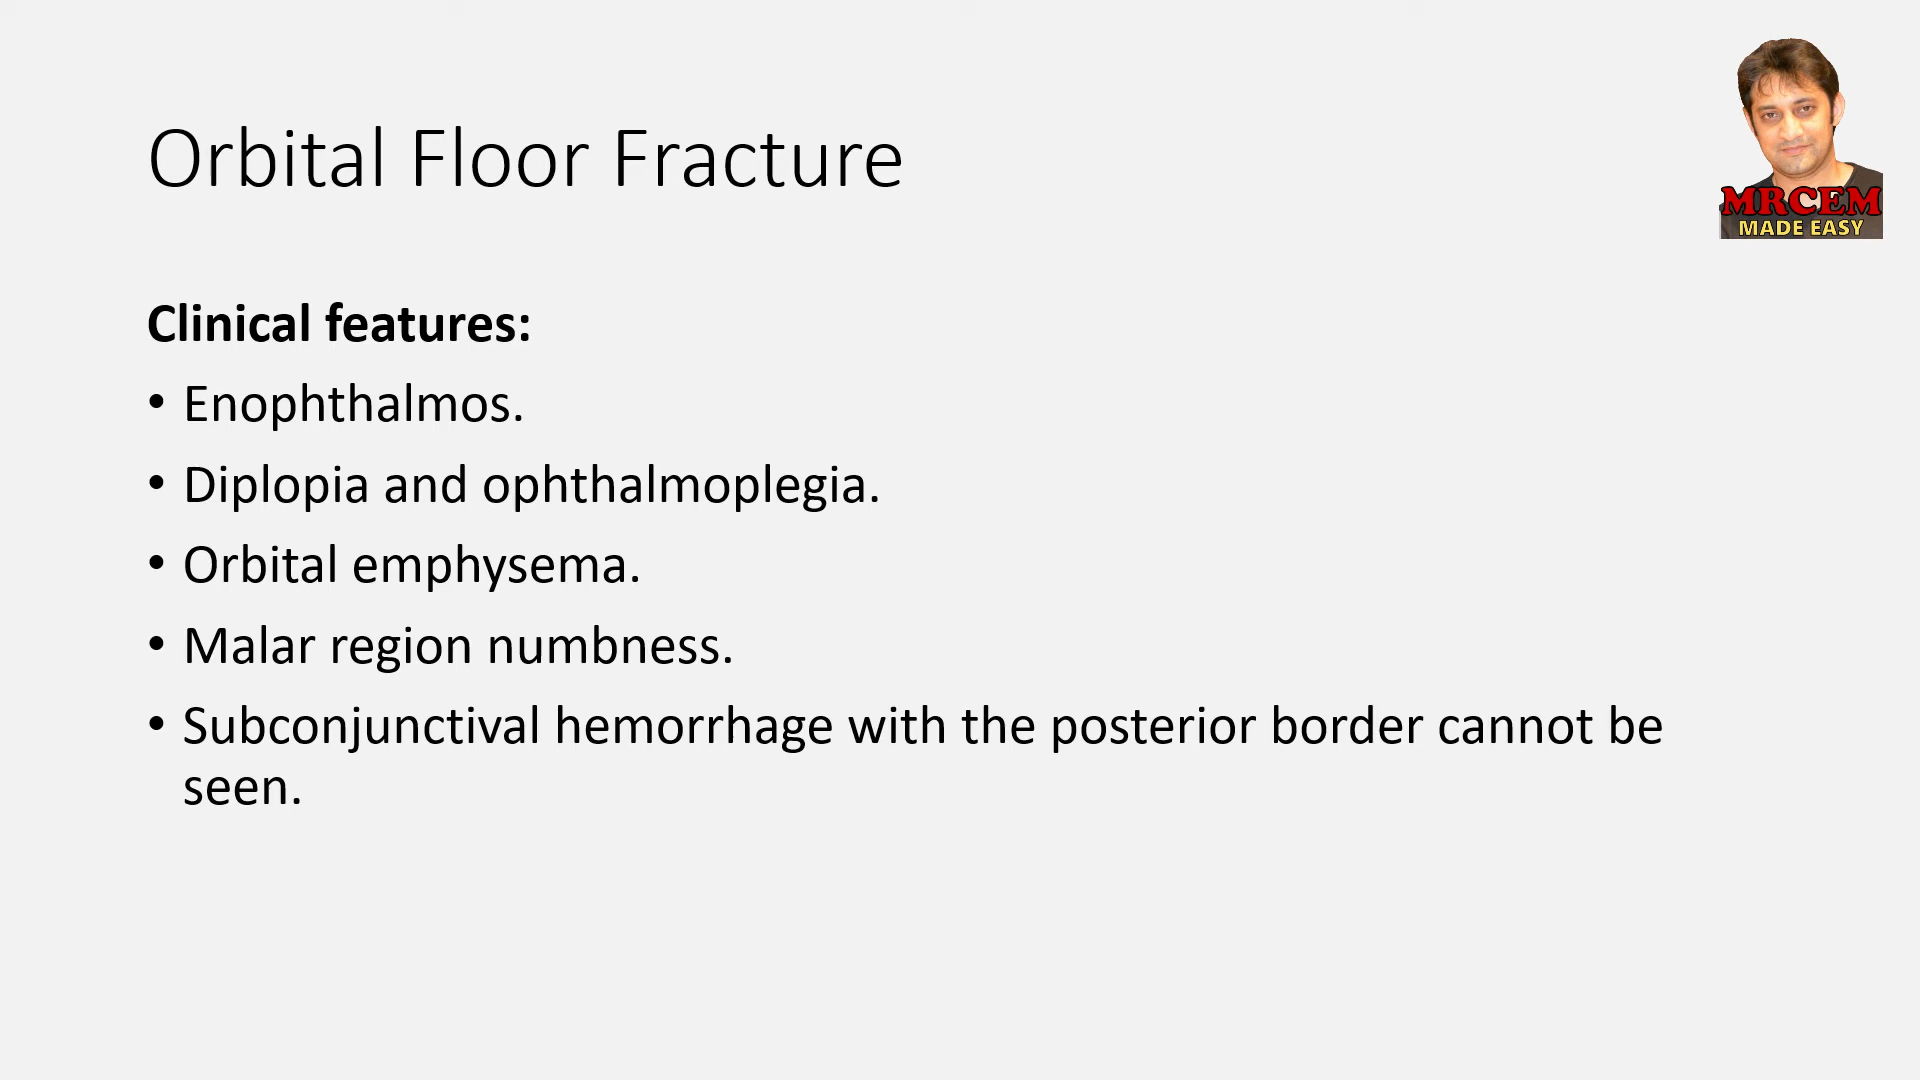 MRCEM
MADE EASY
Orbital Floor Fracture
Clinical features:
• Enophthalmos.
• Diplopia and ophthalmoplegia.
• Orbital emphysema.
• Malar region numbness.
• Subconjunctival hemorrhage with the posterior border cannot be
seen.